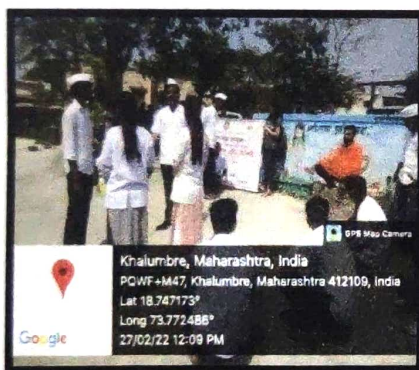 GPS Map Camera
Khalumbre, Maharashtra, India
PQWF+M47, Khalumbre, Maharashtra 412109, India
Lat 18.747173°
Long 73.772486°
27/02/22 12:09 PM
Google